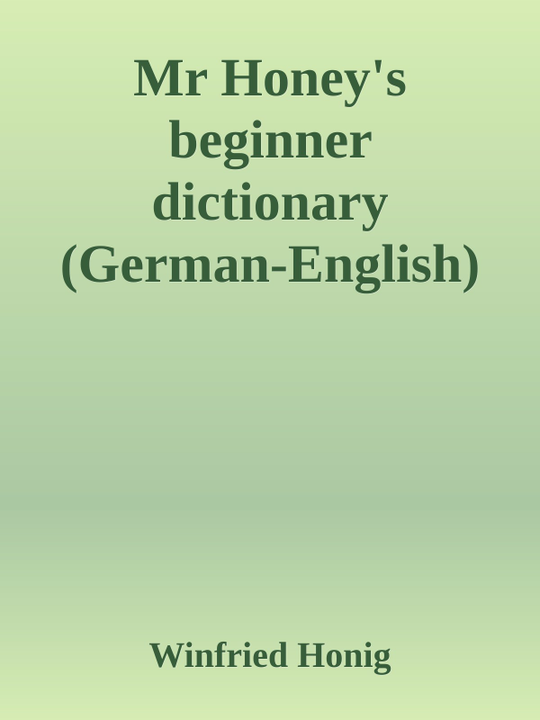 Mr Honey's
beginner
dictionary
(German-English)
Winfried Honig